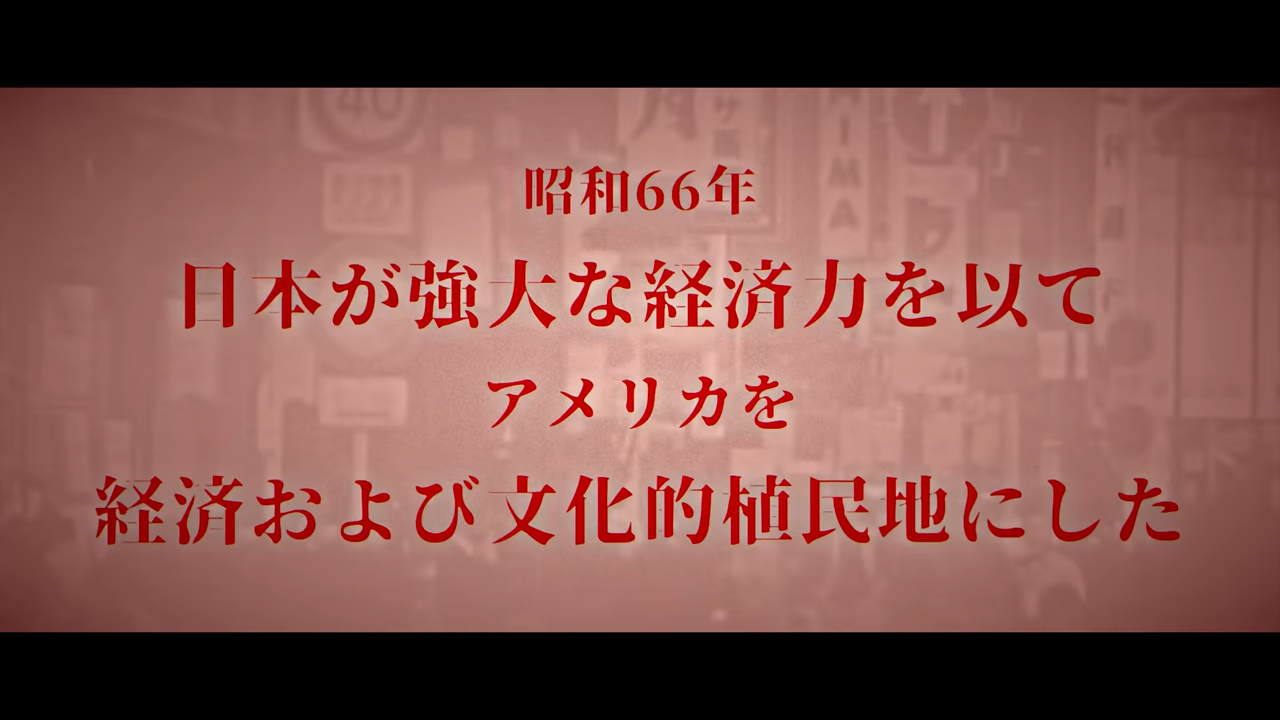 昭和66年
日本が強大な経済力を以て
アメリカを
経済および文化的植民地にした